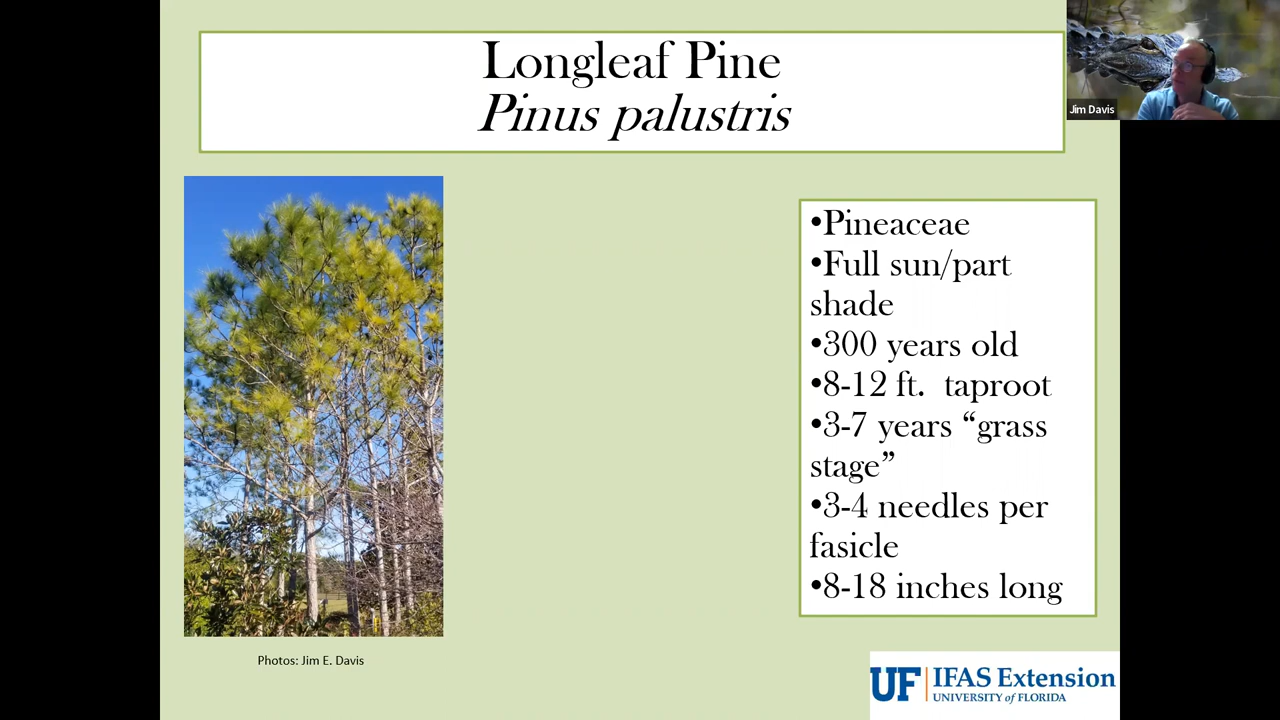 Longleaf Pine
Pinus palustris
Jim Davis
•Pineaceae
•Full sun/part
shade
•300 years old
•8-12 ft.  taproot
•3-7 years “grass
stage”
•3-4 needles per
fasicle
•8-18 inches long
Photos: Jim E. Davis
UF IFAS Extension
UNIVERSITY of FLORIDA